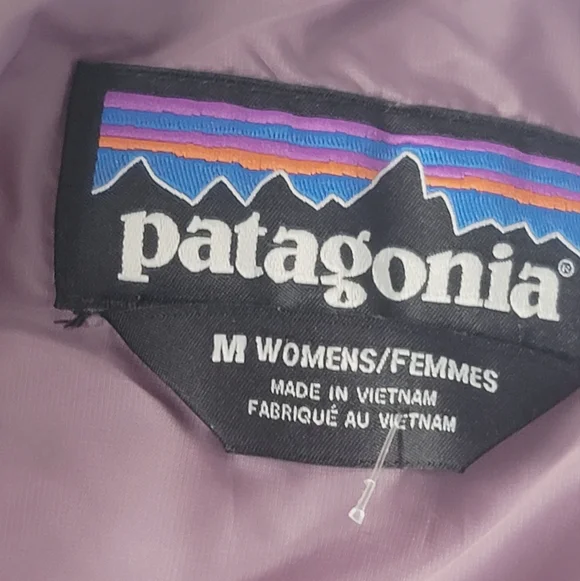 patagonia®
M WOMENS/FEMMES
MADE IN VIETNAM
FABRIQUÉ AU VIETNAM